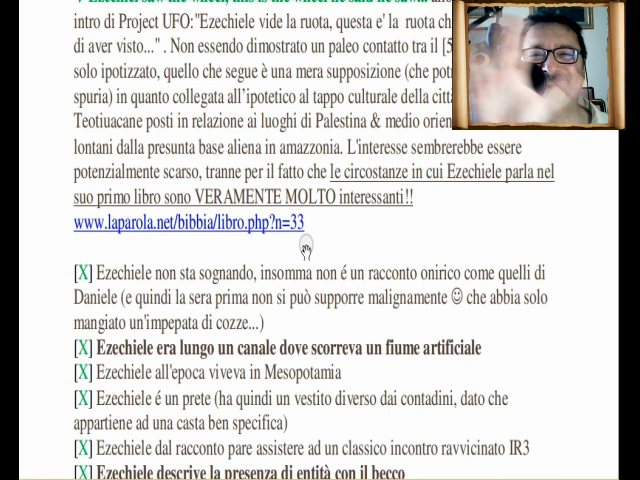 Ezechiel saw the wheel, this is the wheel he said he saw
intro di Project UFO:"Ezechiele vide la ruota, questa e' la ruota ch
di aver visto..." . Non essendo dimostrato un paleo contatto tra il [5
solo ipotizzato, quello che segue è una mera supposizione (che pot
spuria) in quanto collegata all'ipotetico al tappo culturale della citta
Teotiuacane posti in relazione ai luoghi di Palestina & medio orien
lontani dalla presunta base aliena in amazzonia. L'interesse sembrerebbe essere
potenzialmente scarso, tranne per il fatto che le circostanze in cui Ezechiele parla nel
suo primo libro sono VERAMENTE MOLTO interessanti!!
www.laparola.net/bibbia/libro.php?n=33
[X] Ezechiele non sta sognando, insomma non é un racconto onirico come quelli di
Daniele (e quindi la sera prima non si può supporre malignamente ☺ che abbia solo
mangiato un'impepata di cozze...)
[X] Ezechiele era lungo un canale dove scorreva un fiume artificiale
[X] Ezechiele all'epoca viveva in Mesopotamia
[X] Ezechiele é un prete (ha quindi un vestito diverso dai contadini, dato che
appartiene ad una casta ben specifica)
[X] Ezechiele dal racconto pare assistere ad un classico incontro ravvicinato IR3
[X] Ezechiele descrive la presenza di entità con il becco